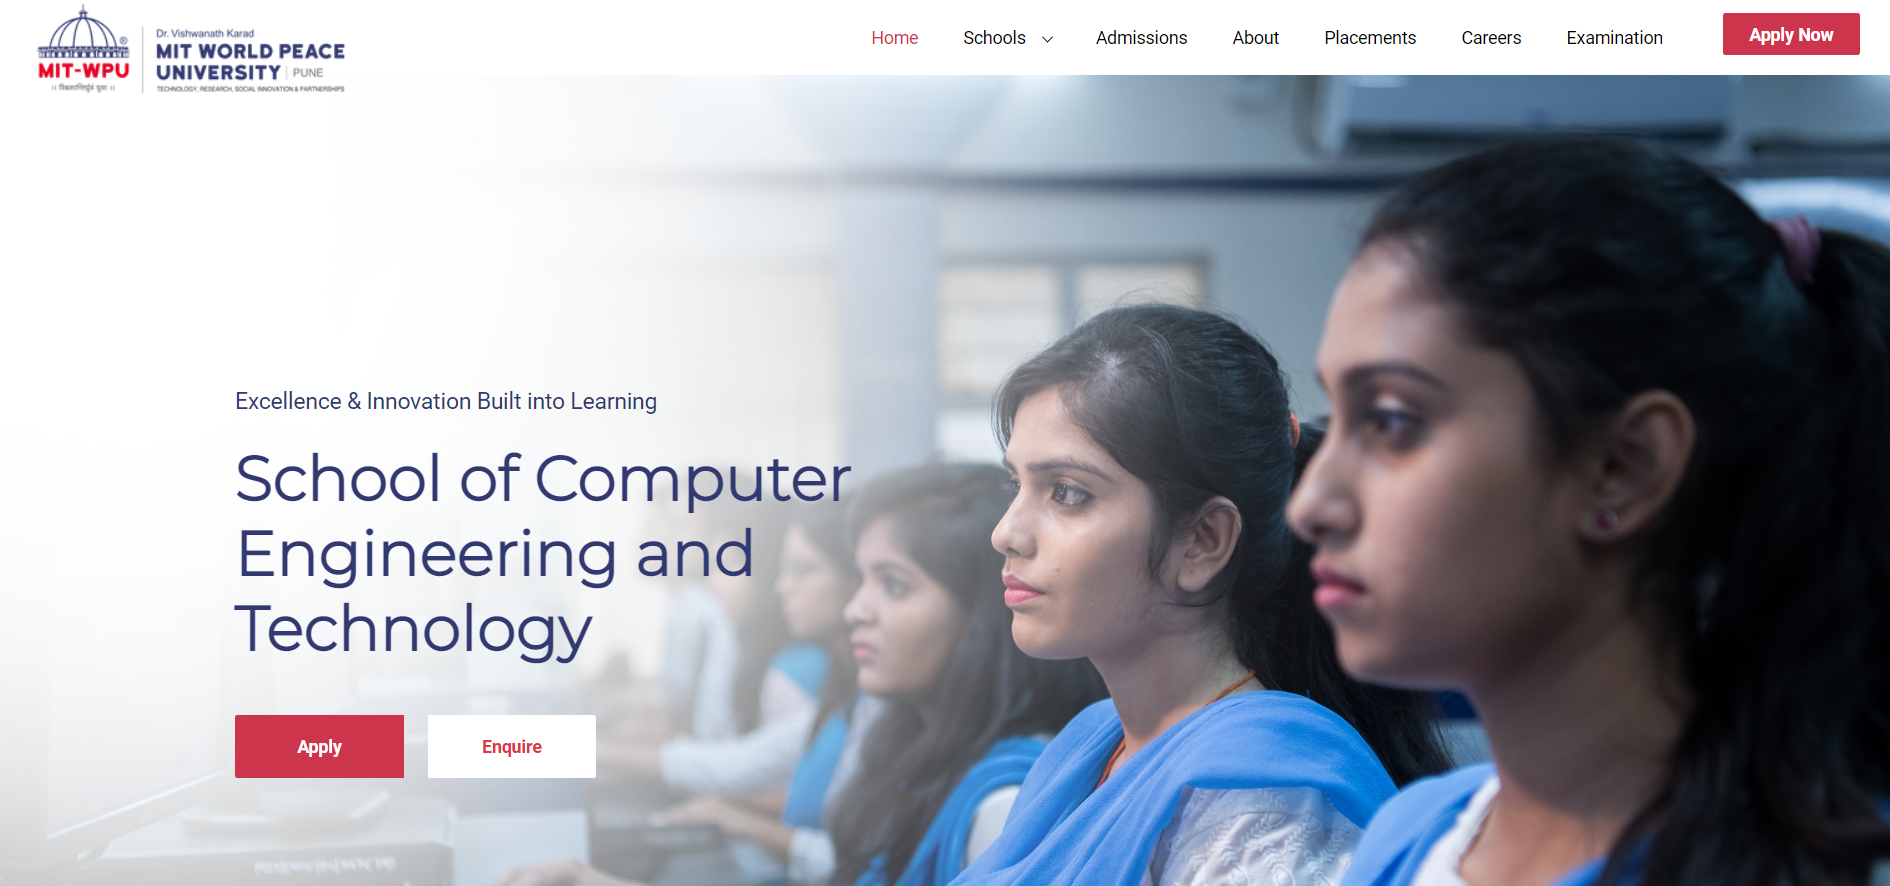 Dr. Vishwanath Karad
MIT WORLD PEACE
UNIVERSITY | PUNE
TECHNOLOGY, RESEARCH, SOCIAL INNOVATION & PARTNERSHIPS
®
MIT-WPU
Home
Schools
Admissions
About
Placements
Careers
Examination
Apply Now
Excellence & Innovation Built into Learning
School of Computer
Engineering and
Technology
Apply
Enquire